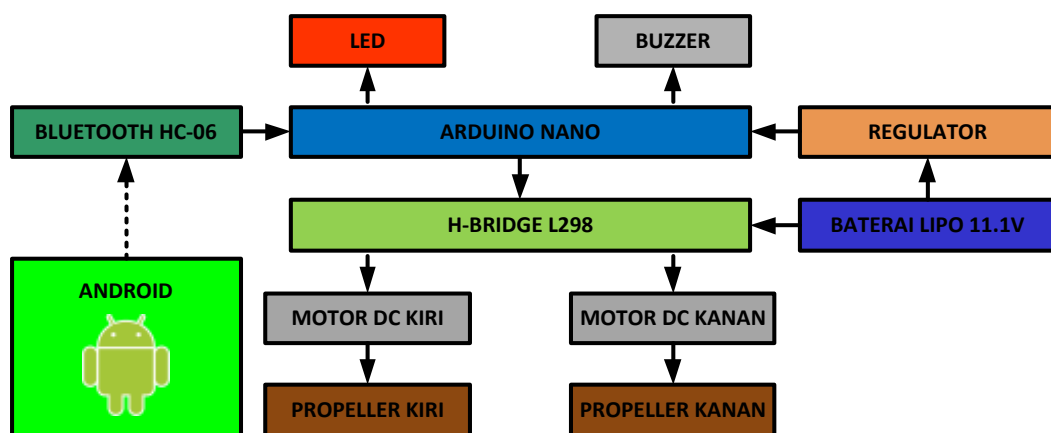 LED
BUZZER
BLUETOOTH HC-06
ARDUINO NANO
REGULATOR
H-BRIDGE L298
BATERAI LIPO 11.1V
ANDROID
MOTOR DC KIRI
MOTOR DC KANAN
PROPELLER KIRI
PROPELLER KANAN